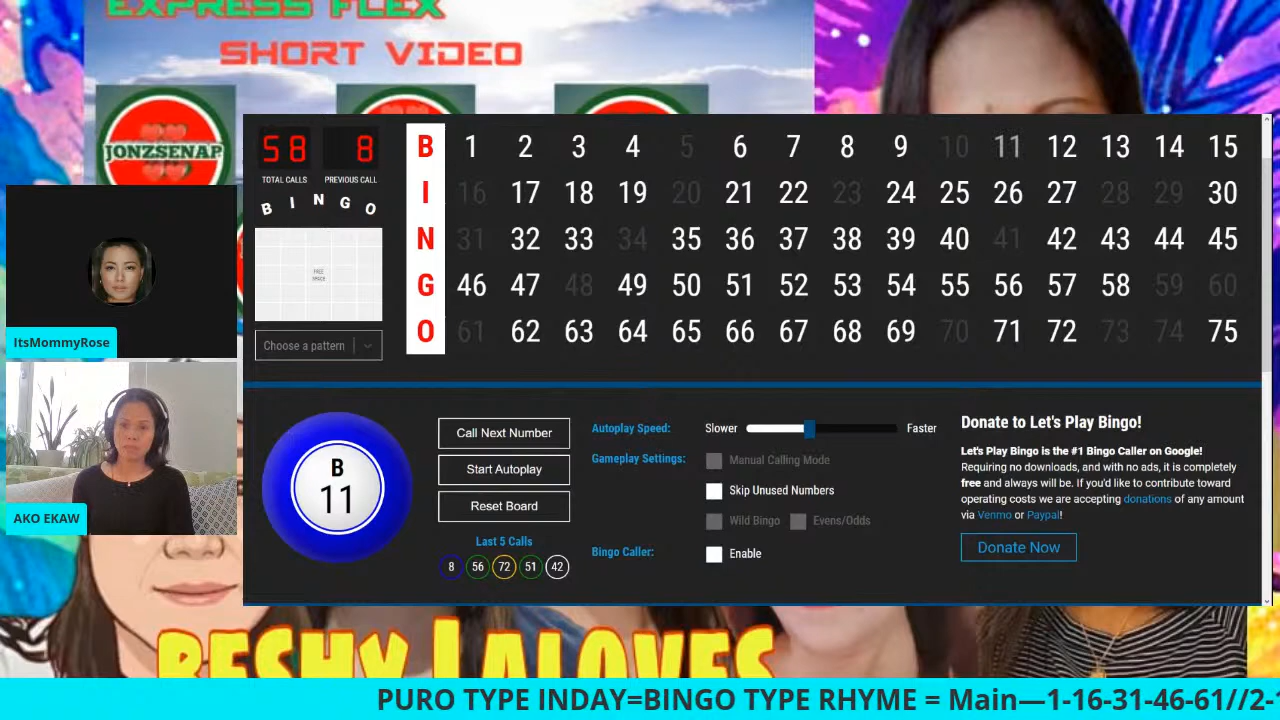 EXPRESS FLEX
SHORT VIDEO
JONZSENAP
58 8
TOTAL CALLS PREVIOUS CALL
B I N G O
FREE
SPACE
Choose a pattern
B 1 2 3 4 5 6 7 8 9 10 11 12 13 14 15
I 16 17 18 19 20 21 22 23 24 25 26 27 28 29 30
N 31 32 33 34 35 36 37 38 39 40 41 42 43 44 45
G 46 47 48 49 50 51 52 53 54 55 56 57 58 59 60
O 61 62 63 64 65 66 67 68 69 70 71 72 73 74 75
ItsMommyRose
AKO EKAW
B
11
Call Next Number
Start Autoplay
Reset Board
Last 5 Calls
8 56 72 51 42
Autoplay Speed: Slower Faster
Gameplay Settings: Manual Calling Mode
Skip Unused Numbers
Wild Bingo Evens/Odds
Bingo Caller: Enable
Donate to Let's Play Bingo!
Let's Play Bingo is the #1 Bingo Caller on Google!
Requiring no downloads, and with no ads, it is completely
free and always will be. If you'd like to contribute toward
operating costs we are accepting donations of any amount
via Venmo or Paypal!
Donate Now
BESHY LALOVES
PURO TYPE INDAY=BINGO TYPE RHYME = Main—1-16-31-46-61//2-